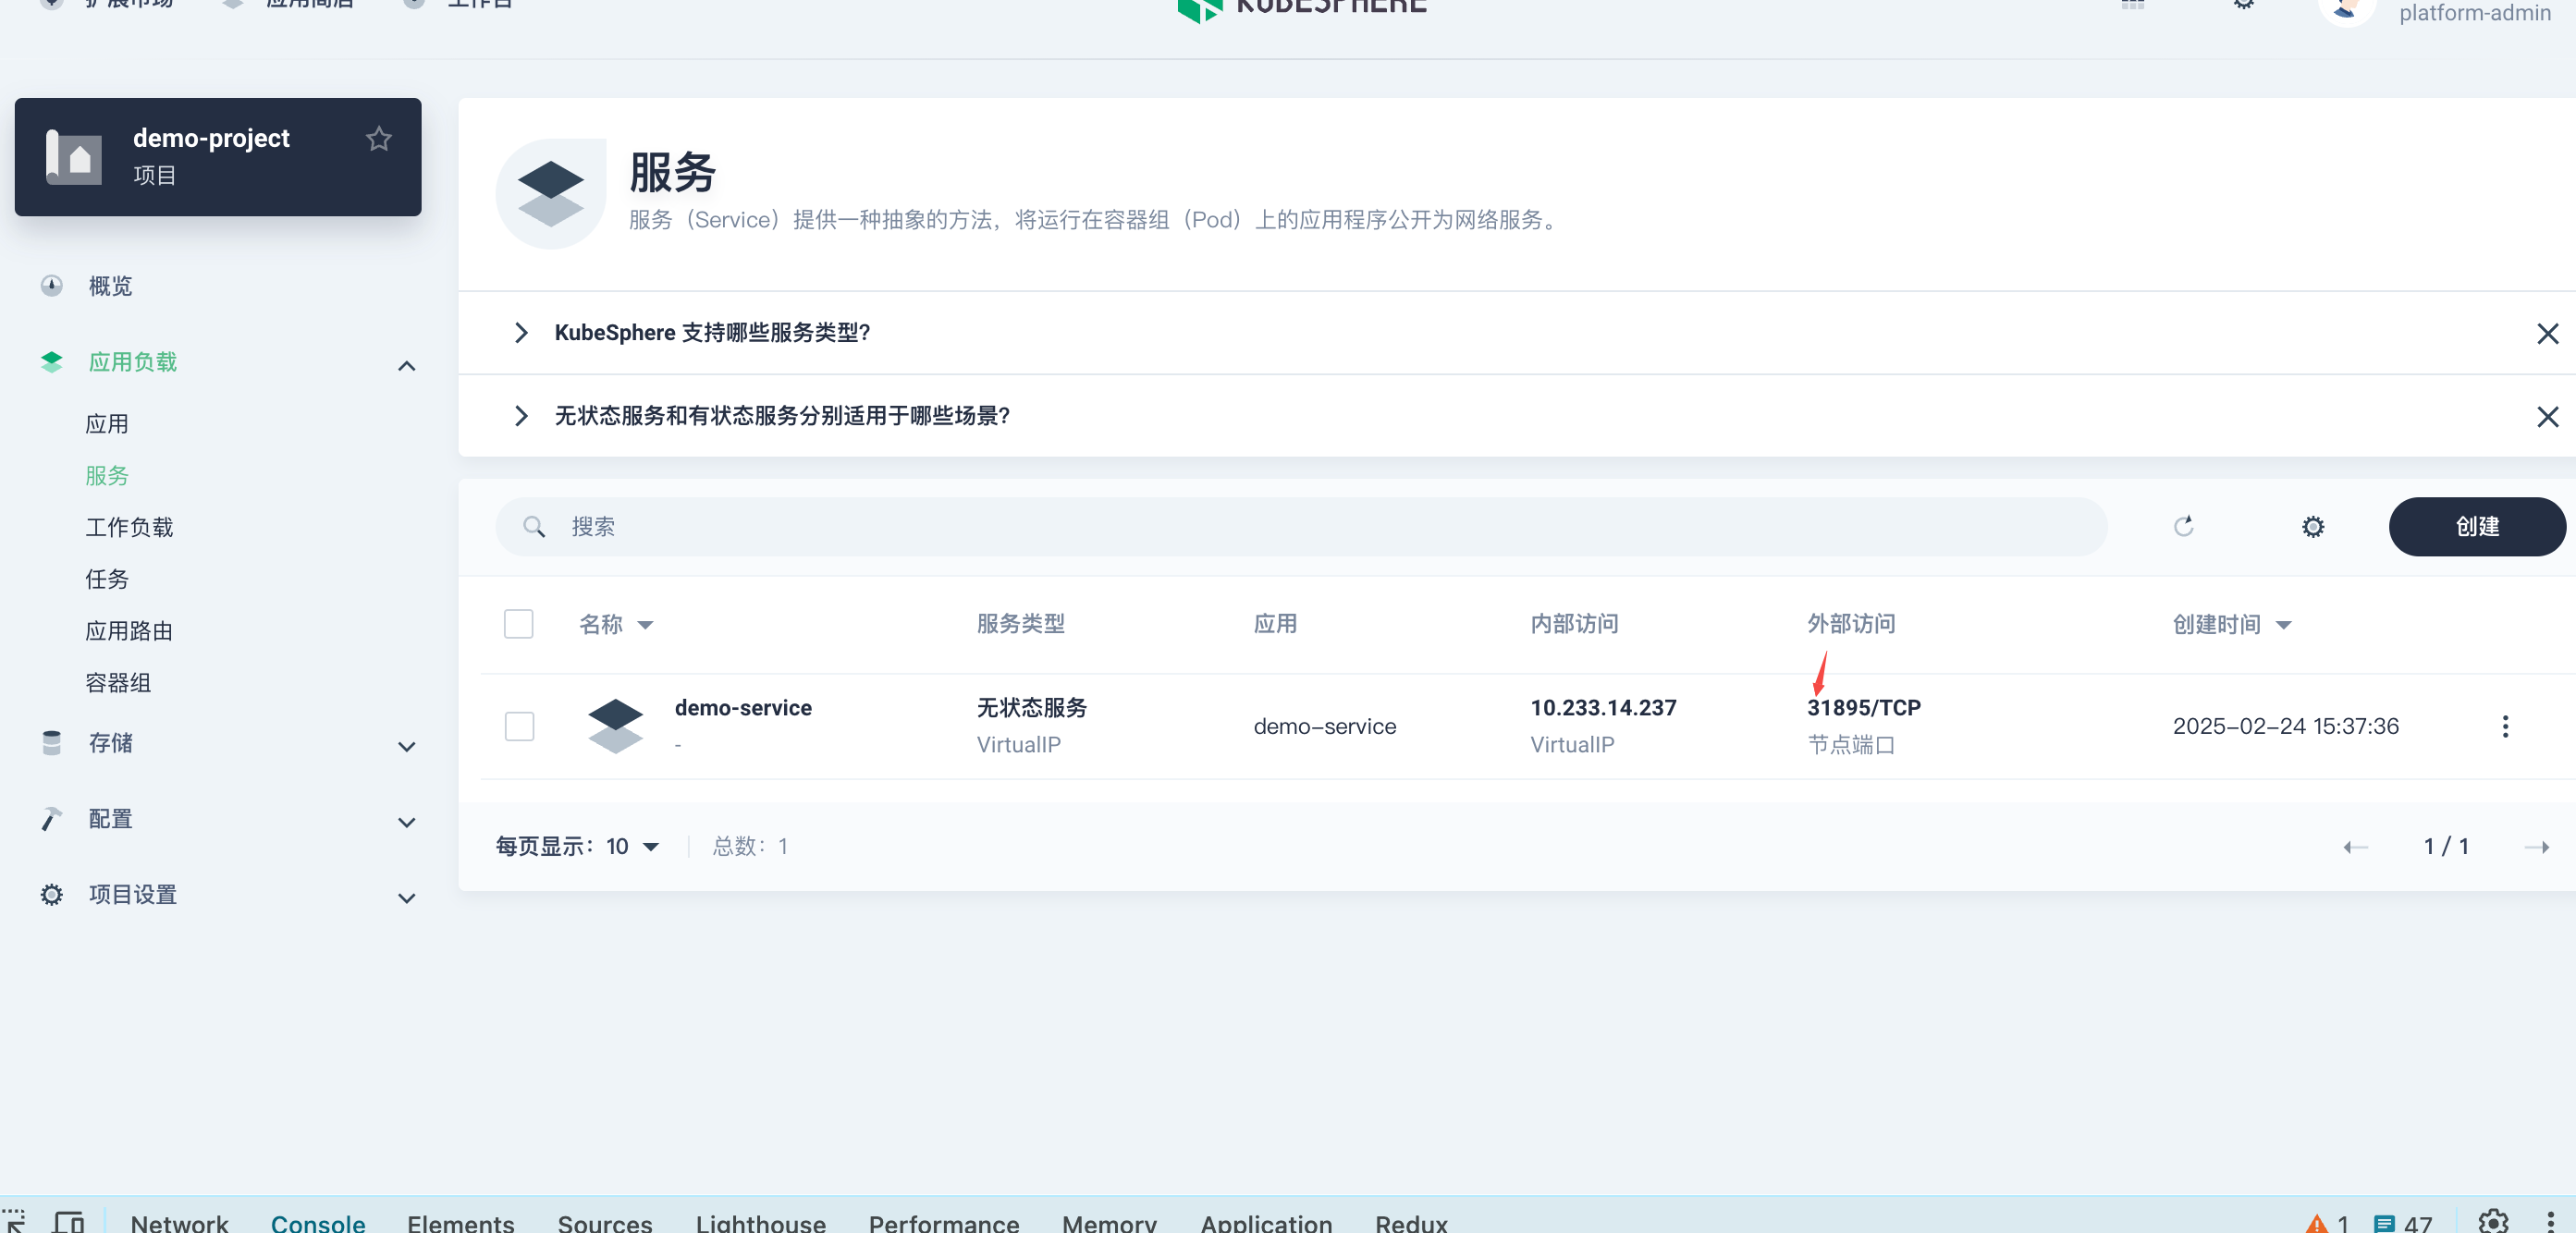 扩展市场 应用商店 工作台
KUBESPHERE
platform-admin
demo-project
项目
概览
应用负载
应用
服务
工作负载
任务
应用路由
容器组
存储
配置
项目设置
服务
服务（Service）提供一种抽象的方法，将运行在容器组（Pod）上的应用程序公开为网络服务。
KubeSphere 支持哪些服务类型?
无状态服务和有状态服务分别适用于哪些场景?
搜索
创建
名称 服务类型 应用 内部访问 外部访问 创建时间
demo-service 无状态服务 demo-service 10.233.14.237 31895/TCP 2025-02-24 15:37:36
- VirtualIP VirtualIP 节点端口
每页显示：10 总数：1
1 / 1
Network Console Elements Sources Lighthouse Performance Memory Application Redux 1 47